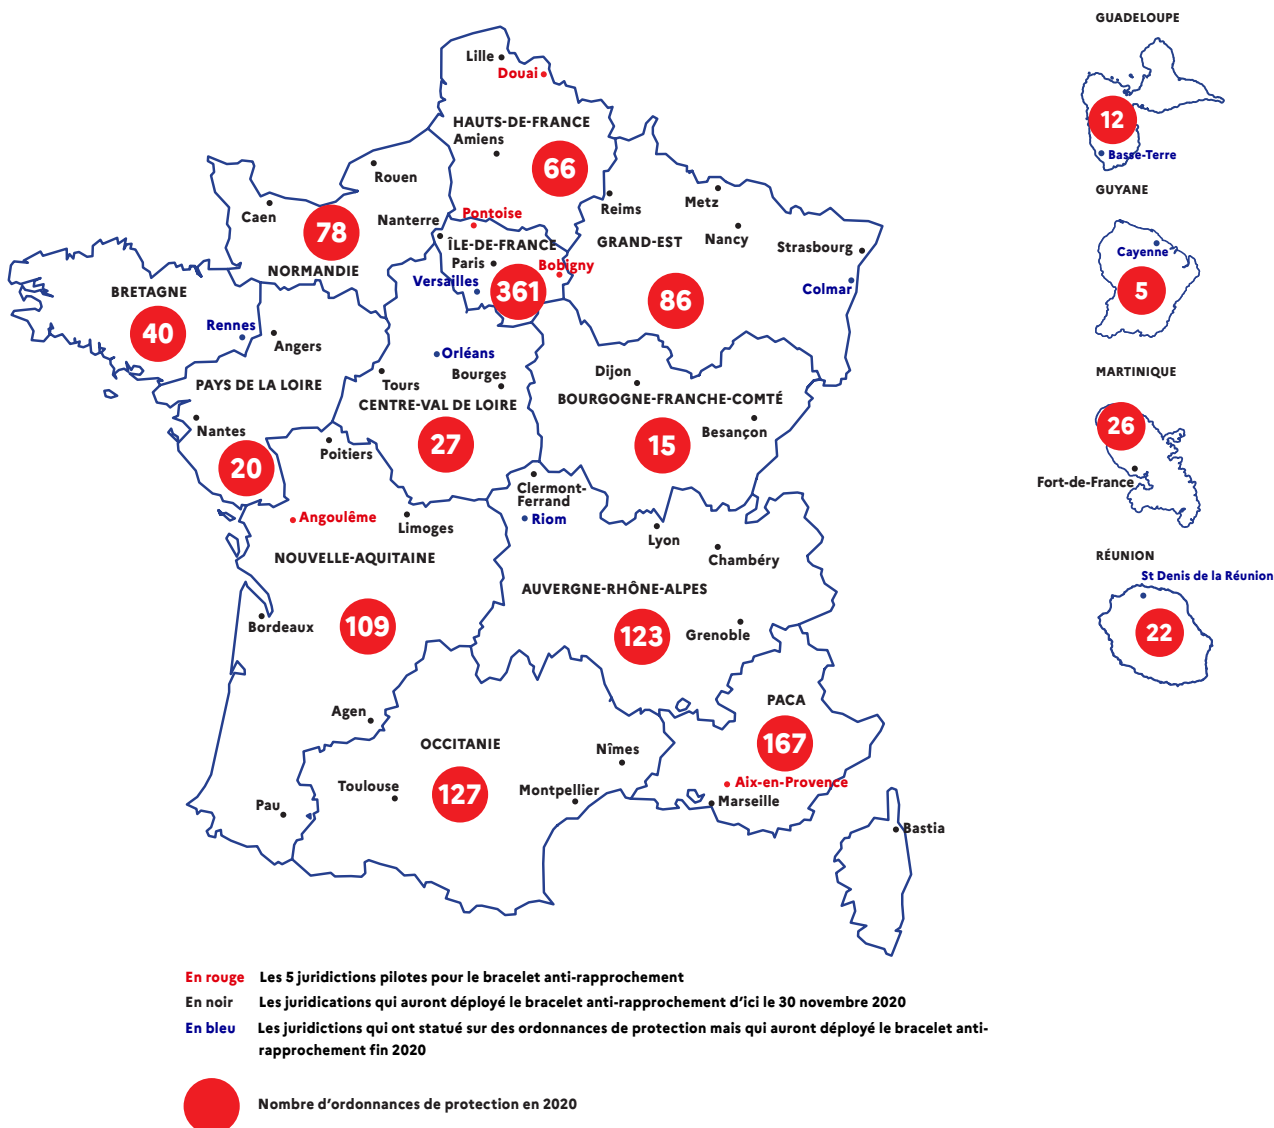 GUADELOUPE
12
Basse-Terre
GUYANE
Cayenne
5
MARTINIQUE
26
Fort-de-France
RÉUNION
St Denis de la Réunion
22
Lille
Douai
HAUTS-DE-FRANCE
Amiens
66
Rouen
Caen
78
NORMANDIE
Nanterre
Pontoise
ÎLE-DE-FRANCE
Paris
Bobigny
Versailles
361
Reims
Metz
GRAND-EST
Nancy
Strasbourg
Colmar
86
BRETAGNE
40
Rennes
Angers
PAYS DE LA LOIRE
Nantes
20
Orléans
Bourges
Tours
CENTRE-VAL DE LOIRE
27
Dijon
BOURGOGNE-FRANCHE-COMTÉ
Besançon
15
Poitiers
Angoulême
Limoges
NOUVELLE-AQUITAINE
Bordeaux
109
Agen
Pau
Clermont-
Ferrand
Riom
Lyon
Chambéry
AUVERGNE-RHÔNE-ALPES
123
Grenoble
OCCITANIE
Toulouse
127
Nîmes
Montpellier
PACA
167
Aix-en-Provence
Marseille
Bastia
En rouge Les 5 juridictions pilotes pour le bracelet anti-rapprochement
En noir Les juridications qui auront déployé le bracelet anti-rapprochement d'ici le 30 novembre 2020
En bleu Les juridictions qui ont statué sur des ordonnances de protection mais qui auront déployé le bracelet anti-
rapprochement fin 2020
Nombre d'ordonnances de protection en 2020